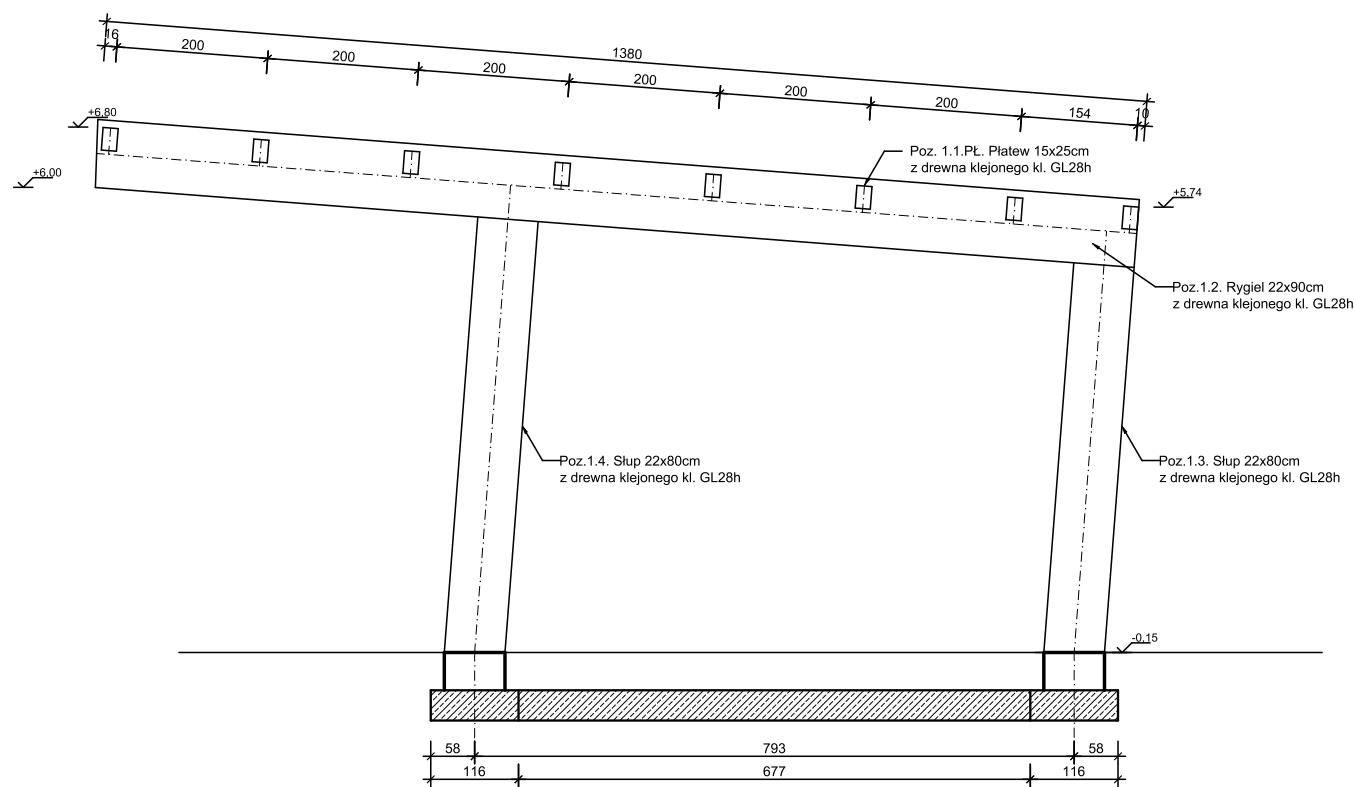 16
200
200
200
200
200
200
154
10
1380
+6.80
+6.00
Poz. 1.1.PŁ. Płatew 15x25cm
z drewna klejonego kl. GL28h
+5.74
Poz.1.2. Rygiel 22x90cm
z drewna klejonego kl. GL28h
Poz.1.4. Słup 22x80cm
z drewna klejonego kl. GL28h
Poz.1.3. Słup 22x80cm
z drewna klejonego kl. GL28h
-0.15
58
793
58
116
677
116